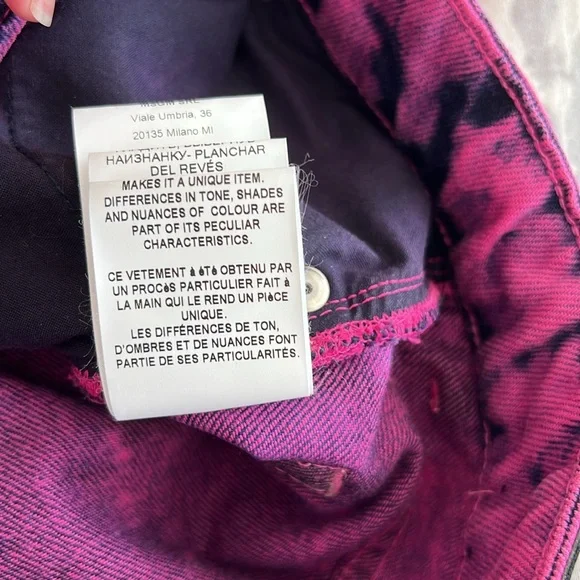 MSGM SRL
Viale Umbria, 36
20135 Milano MI
НАИЗНАНКУ- PLANCHAR
DEL REVÉS
MAKES IT A UNIQUE ITEM.
DIFFERENCES IN TONE, SHADES
AND NUANCES OF COLOUR ARE
PART OF ITS PECULIAR
CHARACTERISTICS.
CE VETEMENT à éTé OBTENU PAR
UN PROCèS PARTICULIER FAIT à
LA MAIN QUI LE REND UN PIèCE
UNIQUE.
LES DIFFÉRENCES DE TON,
D'OMBRES ET DE NUANCES FONT
PARTIE DE SES PARTICULARITÉS.